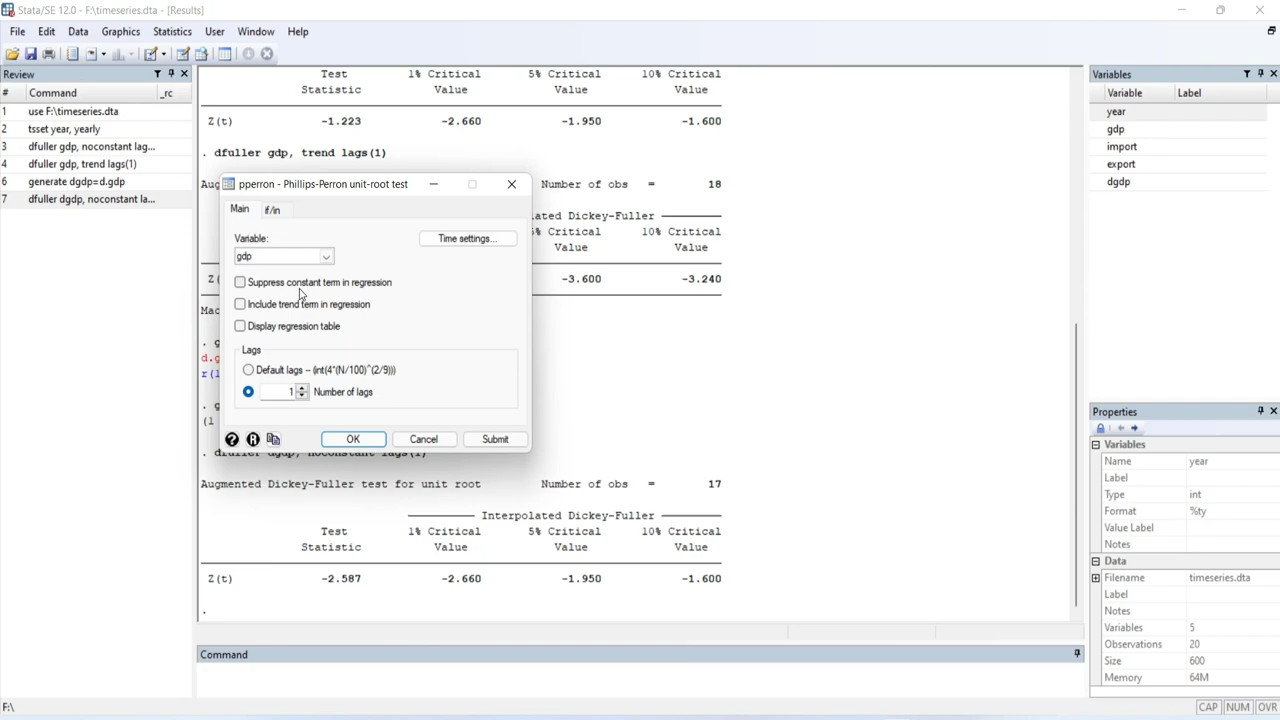 Stata/SE 12.0 - F:\timeseries.dta - [Results]
File Edit Data Graphics Statistics User Window Help
Review
# Command _rc
1 use F:\timeseries.dta
2 tsset year, yearly
3 dfuller gdp, noconstant lag...
4 dfuller gdp, trend lags(1)
6 generate dgdp=d.gdp
7 dfuller dgdp, noconstant la...
Test 1% Critical 5% Critical 10% Critical
Statistic Value Value Value
Z(t) -1.223 -2.660 -1.950 -1.600
. dfuller gdp, trend lags(1)
Aug Number of obs = 18
ated Dickey-Fuller
5% Critical 10% Critical
Value Value
Z( -3.600 -3.240
Mac
. g
d.g
r(1
. g
(1
pperron - Phillips-Perron unit-root test
Main if/in
Variable:
Time settings...
gdp
Suppress constant term in regression
Include trend term in regression
Display regression table
Lags
Default lags -- (int(4*(N/100)^(2/9)))
1 Number of lags
? R
OK Cancel Submit
. dfuller dgdp, noconstant lags(1)
Augmented Dickey-Fuller test for unit root Number of obs = 17
Interpolated Dickey-Fuller
Test 1% Critical 5% Critical 10% Critical
Statistic Value Value Value
Z(t) -2.587 -2.660 -1.950 -1.600
.
Command
Variables
Variable Label
year
gdp
import
export
dgdp
Properties
Variables
Name year
Label
Type int
Format %ty
Value Label
Notes
Data
Filename timeseries.dta
Label
Notes
Variables 5
Observations 20
Size 600
Memory 64M
F:\
CAP NUM OVR